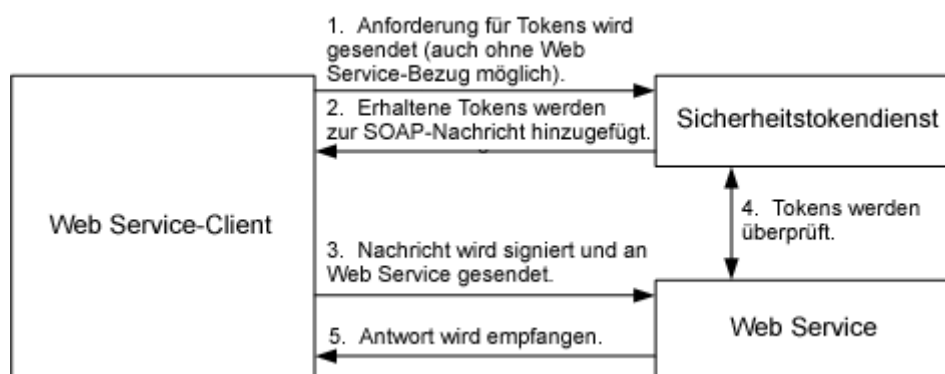 1. Anforderung für Tokens wird
gesendet (auch ohne Web
Service-Bezug möglich).
2. Erhaltene Tokens werden
zur SOAP-Nachricht hinzugefügt.
Sicherheitstokendienst
Web Service-Client
4. Tokens werden
überprüft.
3. Nachricht wird signiert und an
Web Service gesendet.
Web Service
5. Antwort wird empfangen.